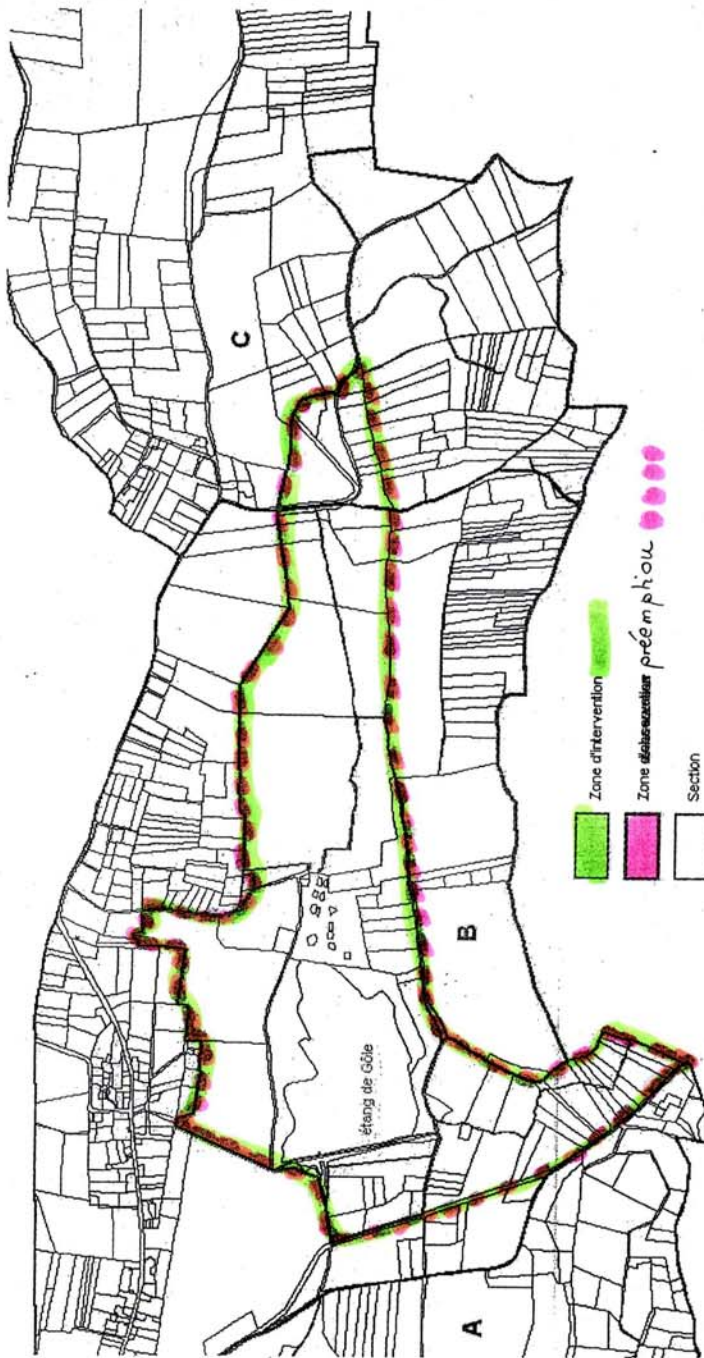 C
étang de Gôle
B
A
Zone d'intervention
Zone préemption
Section